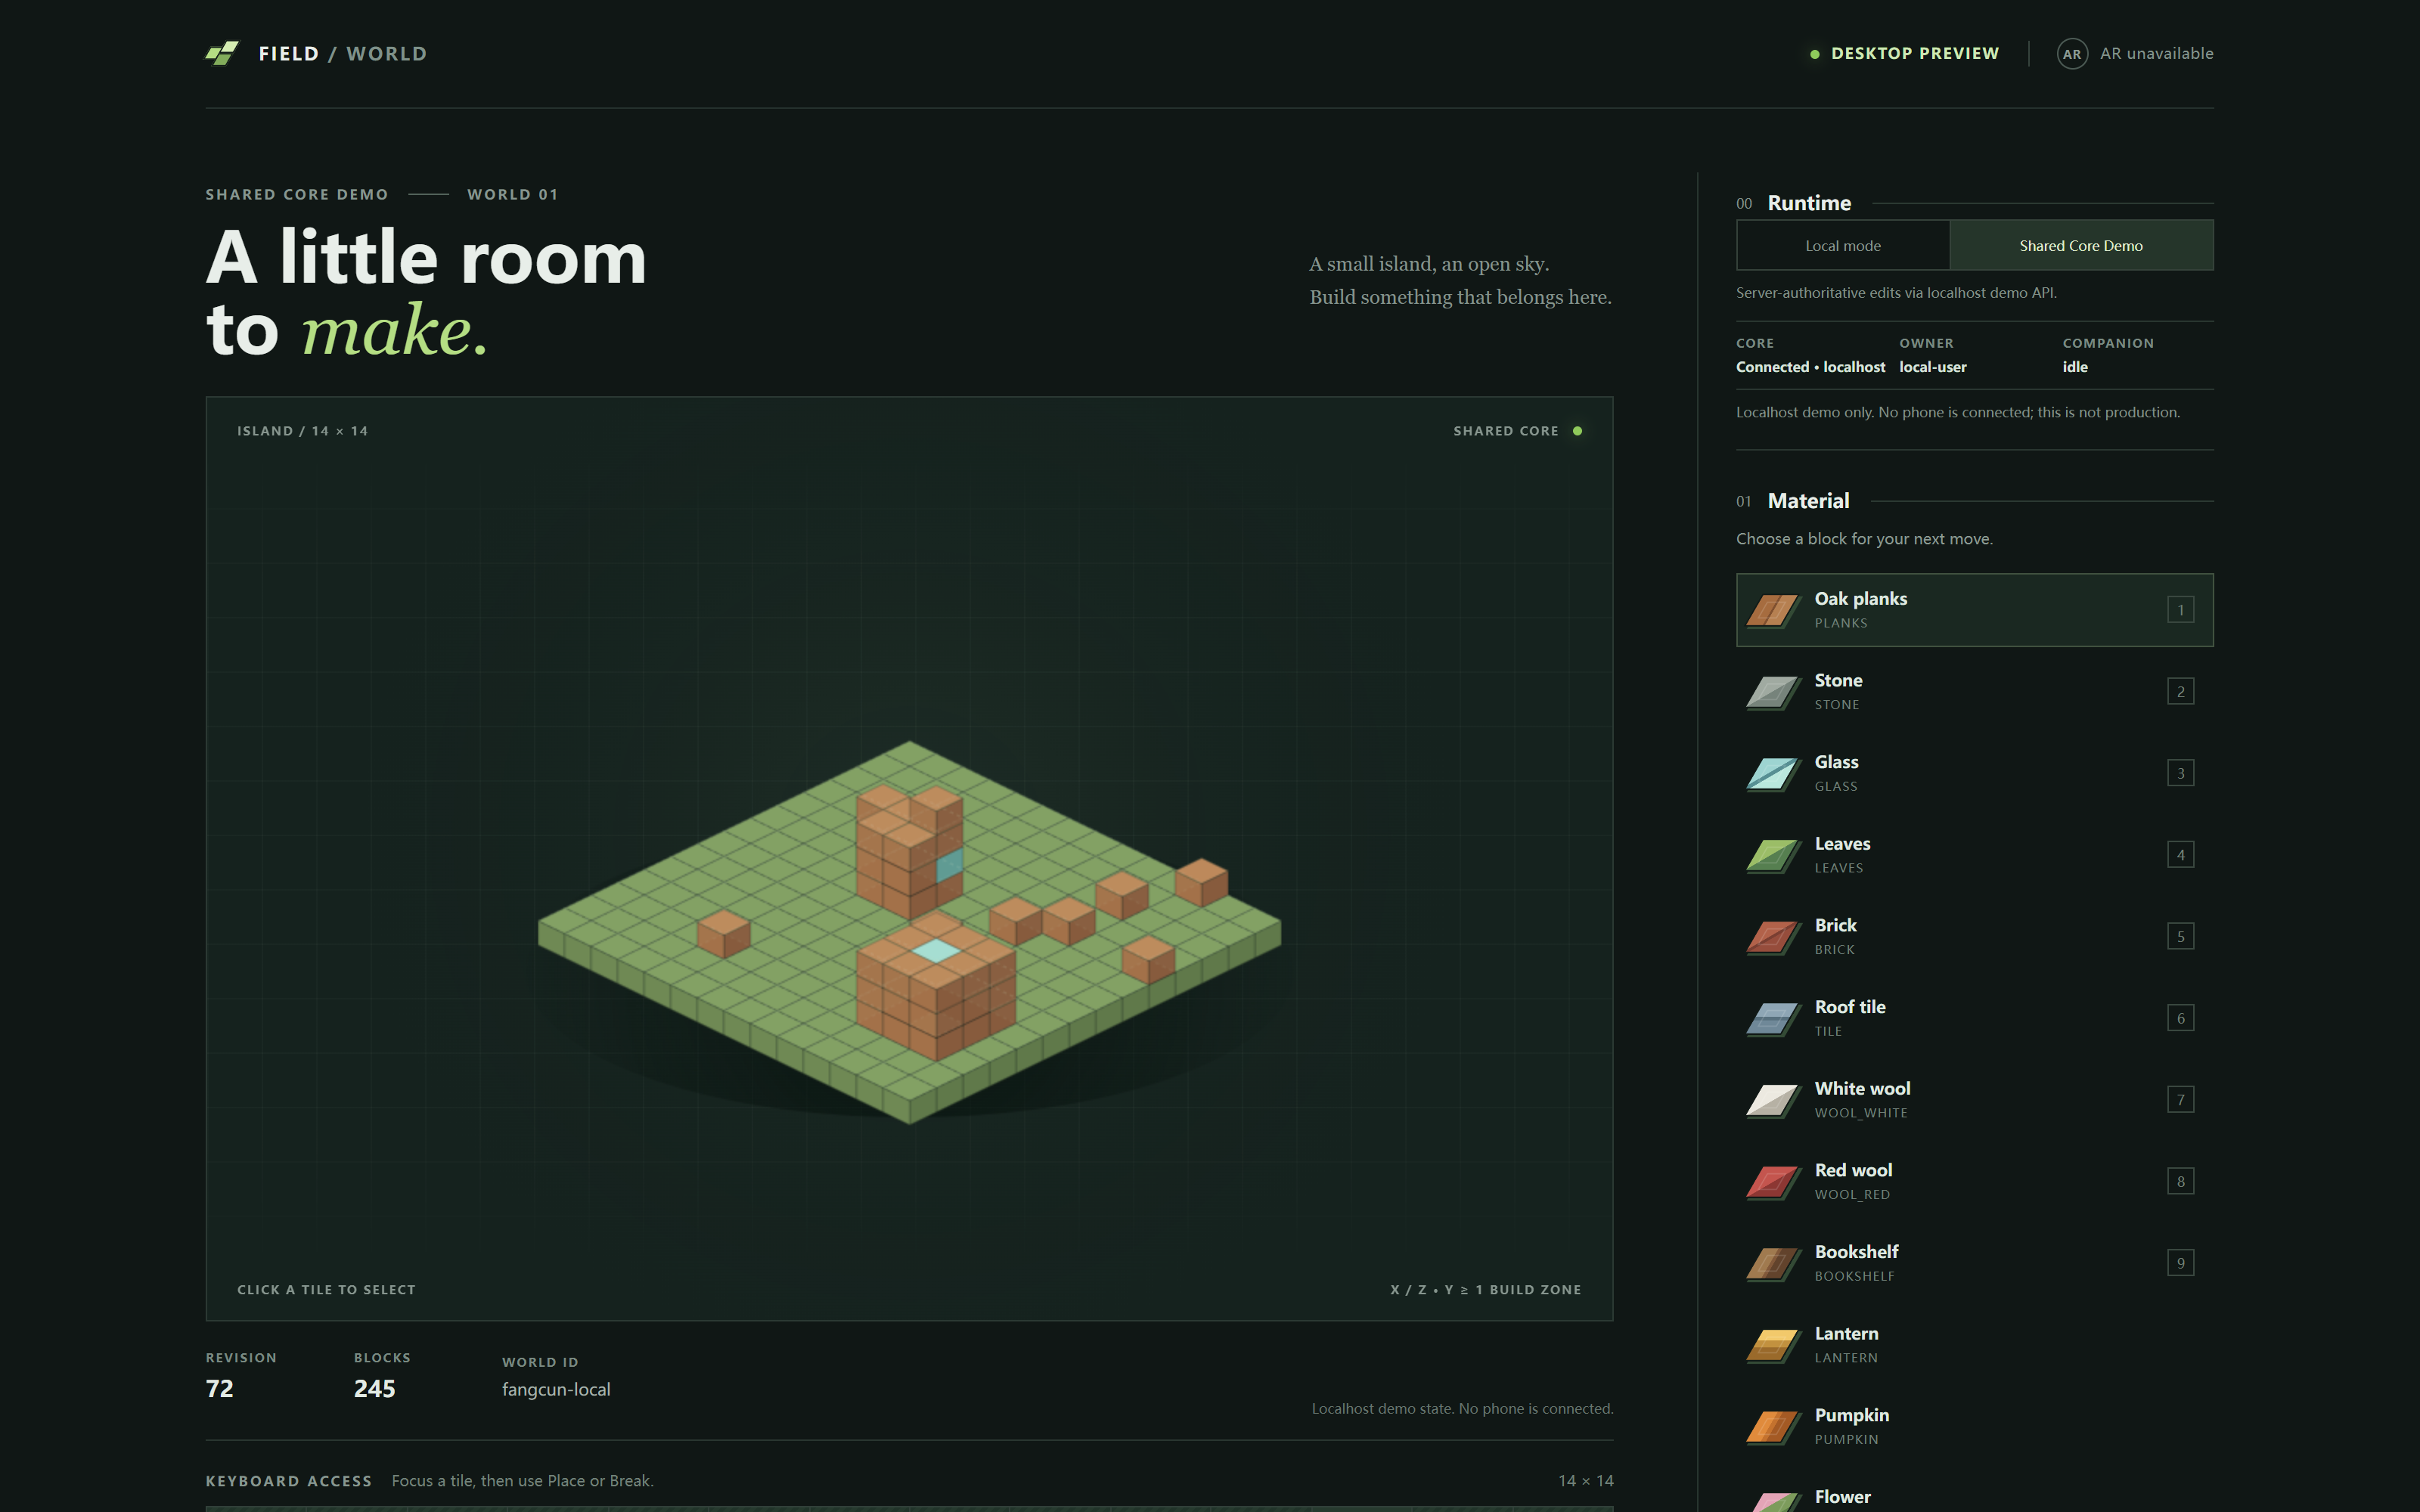 FIELD / WORLD
DESKTOP PREVIEW
AR AR unavailable
SHARED CORE DEMO WORLD 01
A little room
to make.
A small island, an open sky.
Build something that belongs here.
ISLAND / 14 × 14
SHARED CORE
CLICK A TILE TO SELECT
X / Z • Y ≥ 1 BUILD ZONE
REVISION
72
BLOCKS
245
WORLD ID
fangcun-local
Localhost demo state. No phone is connected.
KEYBOARD ACCESS Focus a tile, then use Place or Break.
14 × 14
00 Runtime
Local mode
Shared Core Demo
Server-authoritative edits via localhost demo API.
CORE
Connected • localhost
OWNER
local-user
COMPANION
idle
Localhost demo only. No phone is connected; this is not production.
01 Material
Choose a block for your next move.
Oak planks
PLANKS
1
Stone
STONE
2
Glass
GLASS
3
Leaves
LEAVES
4
Brick
BRICK
5
Roof tile
TILE
6
White wool
WOOL_WHITE
7
Red wool
WOOL_RED
8
Bookshelf
BOOKSHELF
9
Lantern
LANTERN
Pumpkin
PUMPKIN
Flower